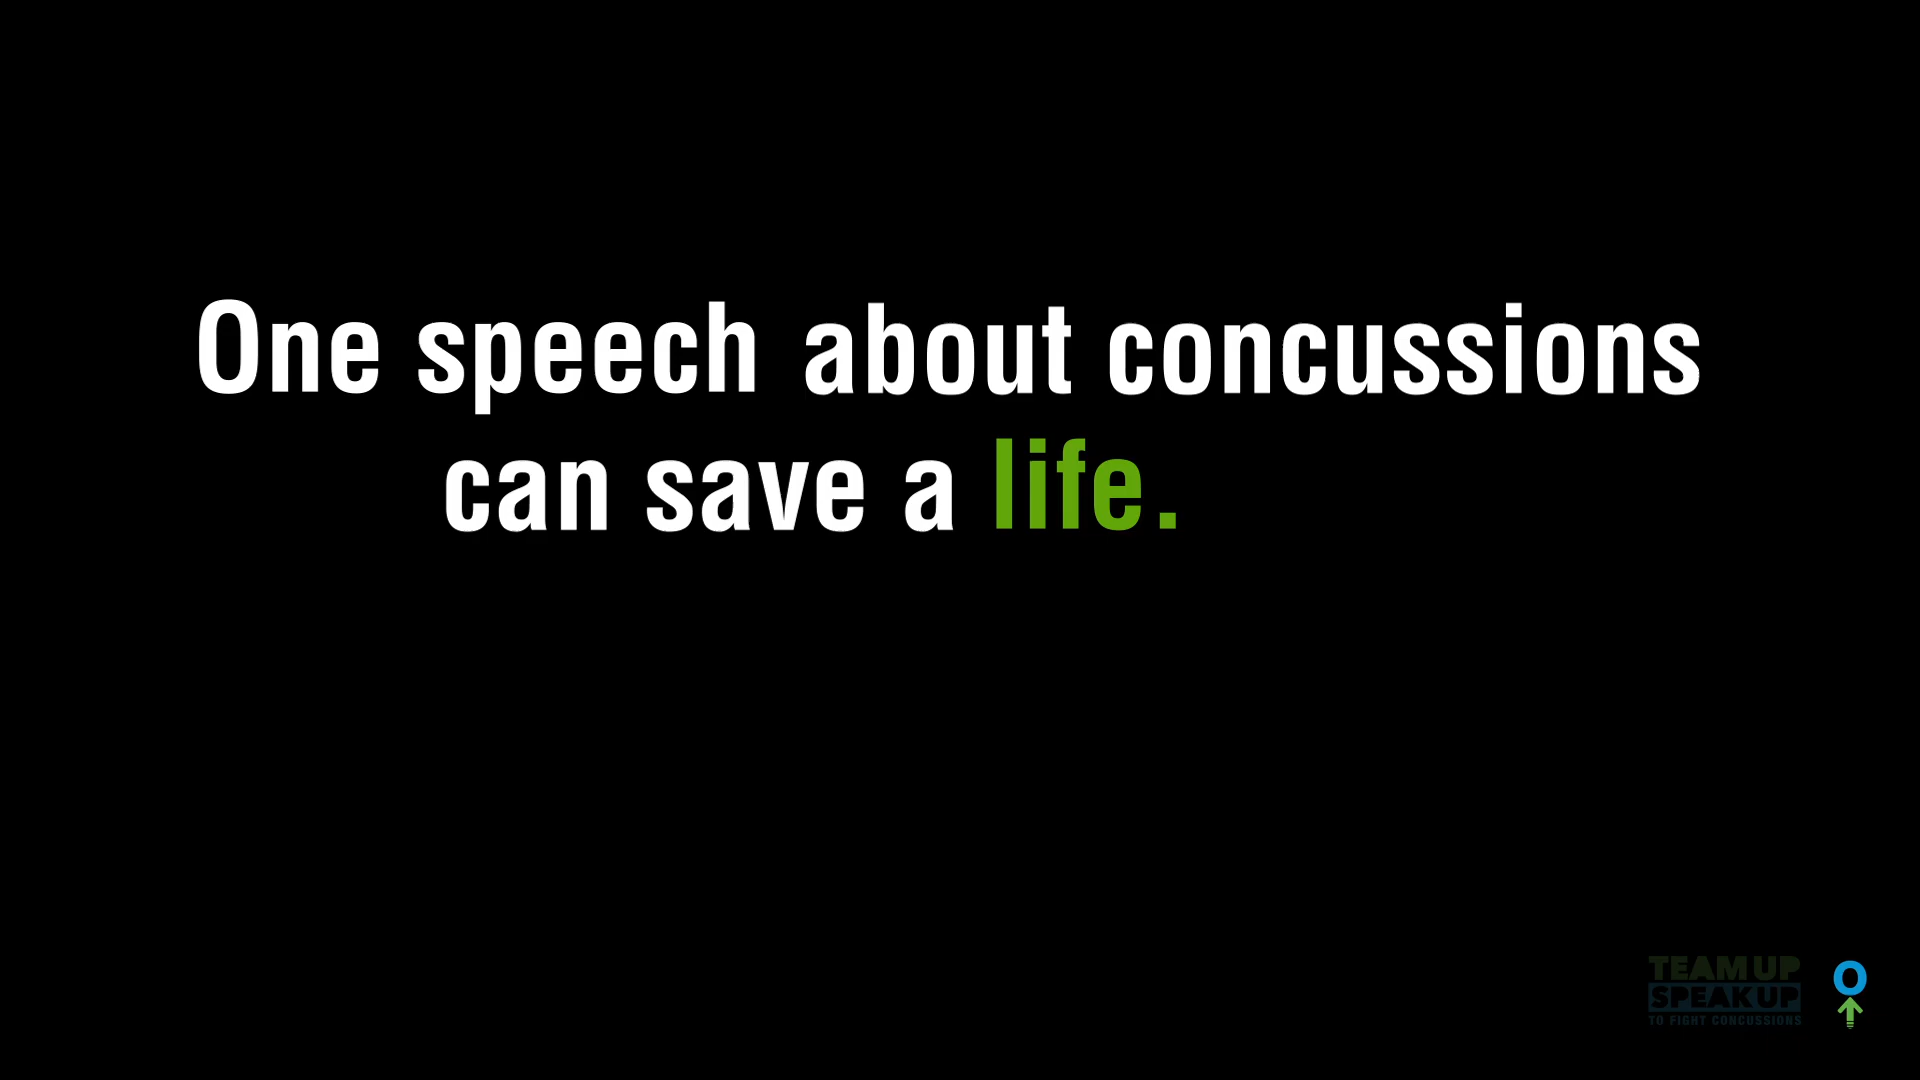 One speech about concussions
can save a life.
TEAM UP
SPEAK UP
TO FIGHT CONCUSSIONS